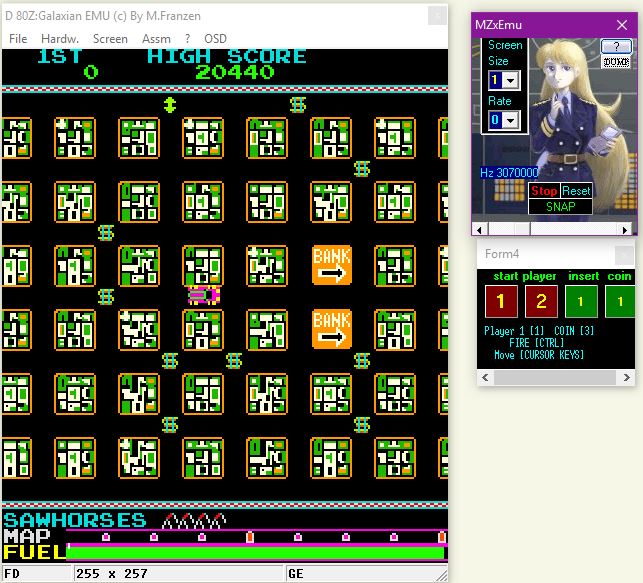 D 80Z:Galaxian EMU (c) By M.Franzen
File Hardw. Screen Assm ? OSD
1ST HIGH SCORE
0 20440
BANK
BANK
SAWHORSES
MAP
FUEL
FD 255 x 257 GE
MZxEmu
Screen
Size
?
DUMP
1
Rate
0
Hz 3070000
Stop Reset
SNAP
Form4
start player insert coin
1 2 1 1
Player 1 [1] COIN [3]
FIRE [CTRL]
Move [CURSOR KEYS]